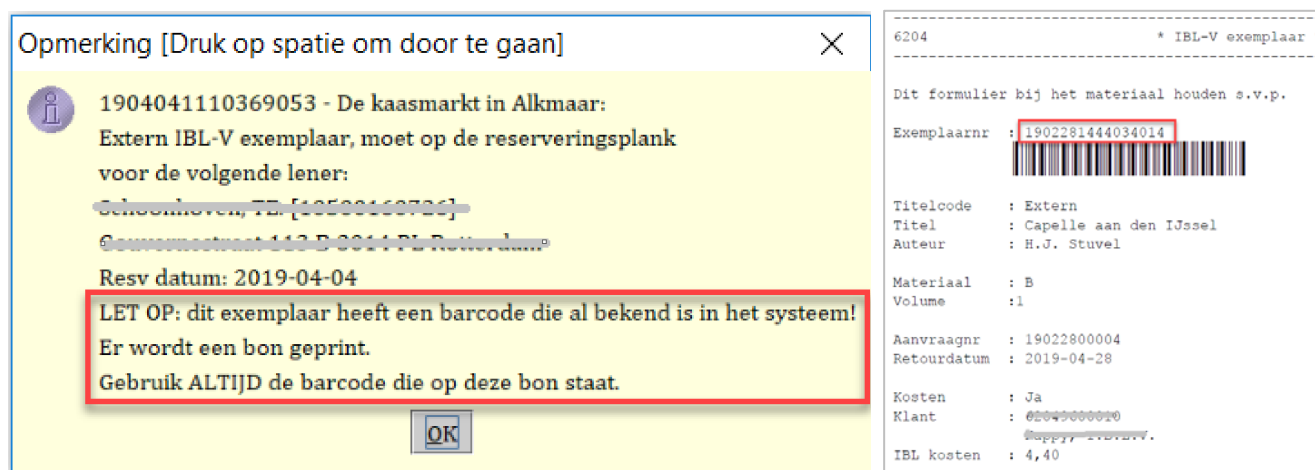 Opmerking [Druk op spatie om door te gaan]
1904041110369053 - De kaasmarkt in Alkmaar:
Extern IBL-V exemplaar, moet op de reserveringsplank
voor de volgende lener:
Resv datum: 2019-04-04
LET OP: dit exemplaar heeft een barcode die al bekend is in het systeem!
Er wordt een bon geprint.
Gebruik ALTIJD de barcode die op deze bon staat.
OK
6204 * IBL-V exemplaar
Dit formulier bij het materiaal houden s.v.p.
Exemplaarnr : 1902281444034014
Titelcode : Extern
Titel : Capelle aan den IJssel
Auteur : H.J. Stuvel
Materiaal : B
Volume :1
Aanvraagnr : 19022800004
Retourdatum : 2019-04-28
Kosten : Ja
Klant :
IBL kosten : 4,40